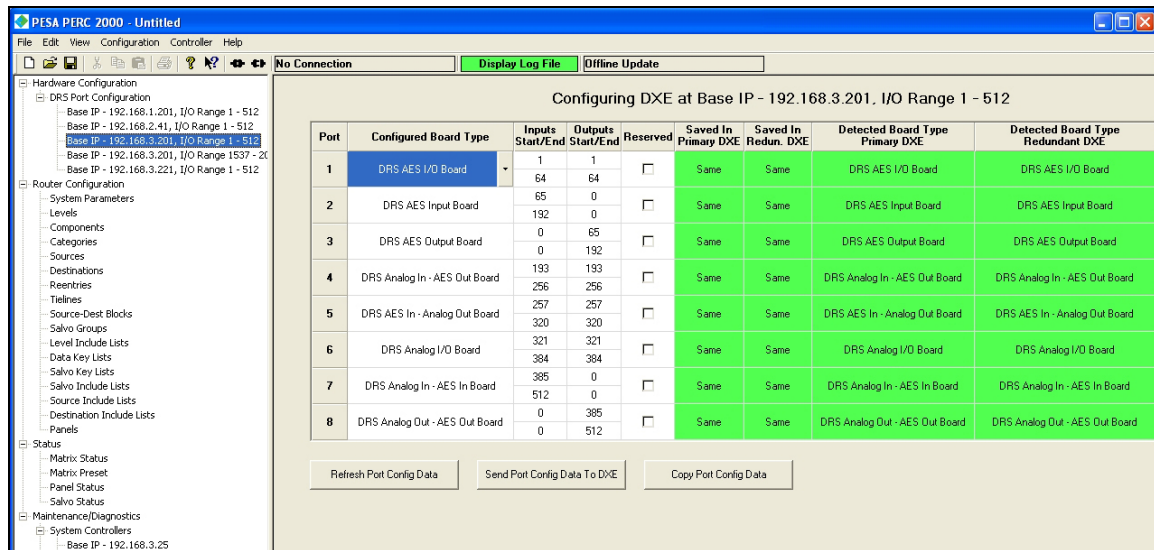 PESA PERC 2000 - Untitled
File Edit View Configuration Controller Help
No Connection Display Log File Offline Update
Hardware Configuration
DRS Port Configuration
Base IP - 192.168.1.201, I/O Range 1 - 512
Base IP - 192.168.2.41, I/O Range 1 - 512
Base IP - 192.168.3.201, I/O Range 1 - 512
Base IP - 192.168.3.201, I/O Range 1537 - 20
Base IP - 192.168.3.221, I/O Range 1 - 512
Router Configuration
System Parameters
Levels
Components
Categories
Sources
Destinations
Reentries
Tielines
Source-Dest Blocks
Salvo Groups
Level Include Lists
Data Key Lists
Salvo Key Lists
Salvo Include Lists
Source Include Lists
Destination Include Lists
Panels
Status
Matrix Status
Matrix Preset
Panel Status
Salvo Status
Maintenance/Diagnostics
System Controllers
Base IP - 192.168.3.25
Configuring DXE at Base IP - 192.168.3.201, I/O Range 1 - 512
Port Configured Board Type Inputs Start/End Outputs Start/End Reserved Saved In Primary DXE Saved In Redun. DXE Detected Board Type Primary DXE Detected Board Type Redundant DXE
1 DRS AES I/O Board 1 64 1 64 Same Same DRS AES I/O Board DRS AES I/O Board
2 DRS AES Input Board 65 192 0 0 Same Same DRS AES Input Board DRS AES Input Board
3 DRS AES Output Board 0 0 65 192 Same Same DRS AES Output Board DRS AES Output Board
4 DRS Analog In - AES Out Board 193 256 193 256 Same Same DRS Analog In - AES Out Board DRS Analog In - AES Out Board
5 DRS AES In - Analog Out Board 257 320 257 320 Same Same DRS AES In - Analog Out Board DRS AES In - Analog Out Board
6 DRS Analog I/O Board 321 384 321 384 Same Same DRS Analog I/O Board DRS Analog I/O Board
7 DRS Analog In - AES In Board 385 512 0 0 Same Same DRS Analog In - AES In Board DRS Analog In - AES In Board
8 DRS Analog Out - AES Out Board 0 0 385 512 Same Same DRS Analog Out - AES Out Board DRS Analog Out - AES Out Board
Refresh Port Config Data Send Port Config Data To DXE Copy Port Config Data